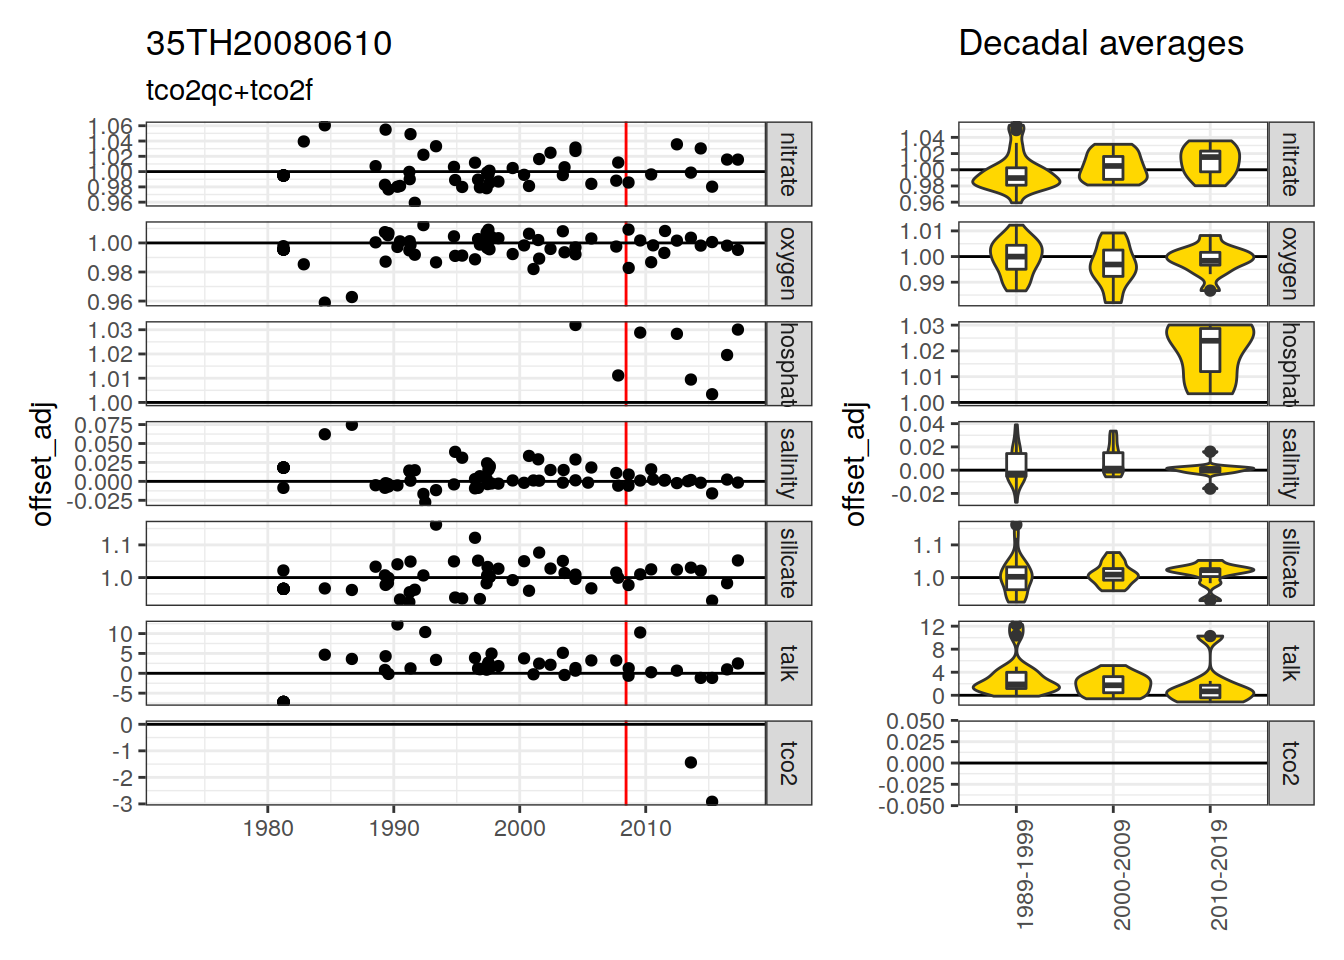 35TH20080610
tco2qc+tco2f
offset_adj
1.06
1.04
1.02
1.00
0.98
0.96
nitrate
1.00
0.98
0.96
oxygen
1.03
1.02
1.01
1.00
hosphat
0.075
0.050
0.025
0.000
-0.025
salinity
1.1
1.0
silicate
10
5
0
-5
talk
0
-1
-2
-3
tco2
1980 1990 2000 2010
Decadal averages
offset_adj
1.04
1.02
1.00
0.98
0.96
nitrate
1.01
1.00
0.99
oxygen
1.03
1.02
1.01
1.00
hosphat
0.04
0.02
0.00
-0.02
salinity
1.1
1.0
silicate
12
8
4
0
talk
0.050
0.025
0.000
-0.025
-0.050
tco2
1989-1999
2000-2009
2010-2019